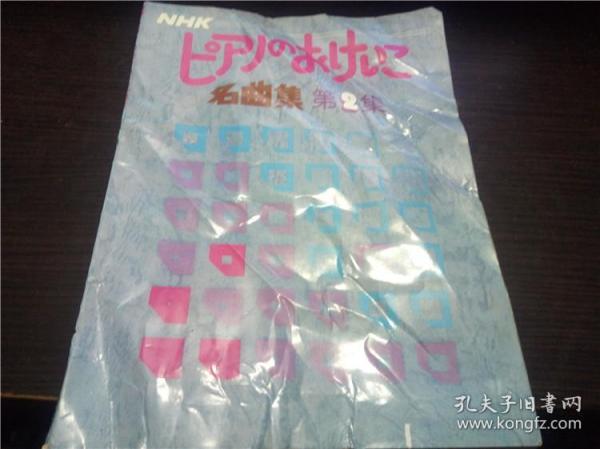 NHK
ピアノのおけいこ
名曲集 第2集
孔夫子旧书网
www.kongfz.com